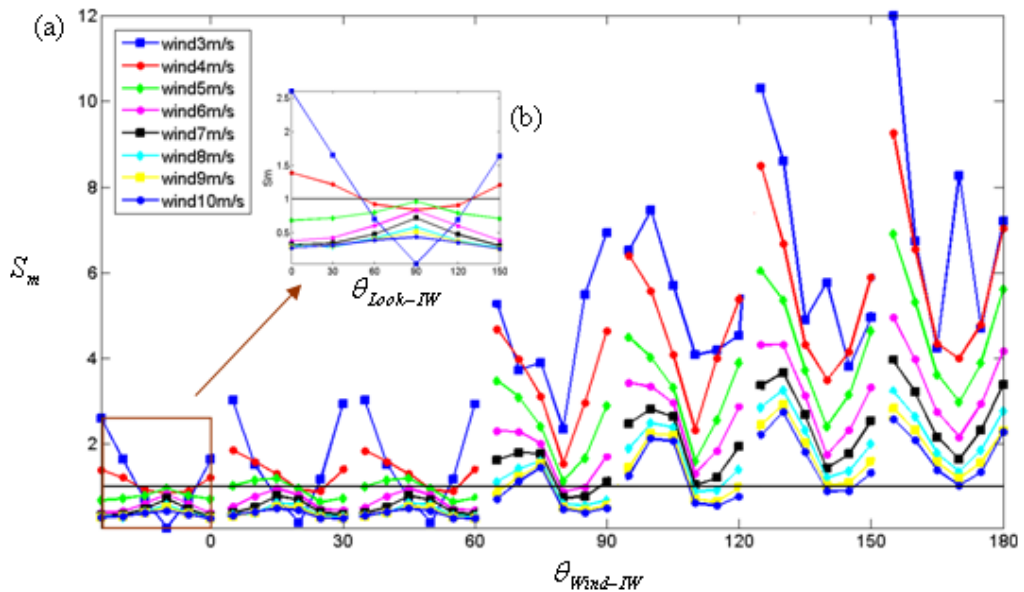 (a)
12
10
8
6
4
2
S_m
wind3m/s
wind4m/s
wind5m/s
wind6m/s
wind7m/s
wind8m/s
wind9m/s
wind10m/s
(b)
2.5
2
1.5
1
0.5
Sm
0 30 60 90 120 150
θ_Look-IW
0 30 60 90 120 150 180
θ_Wind-IW